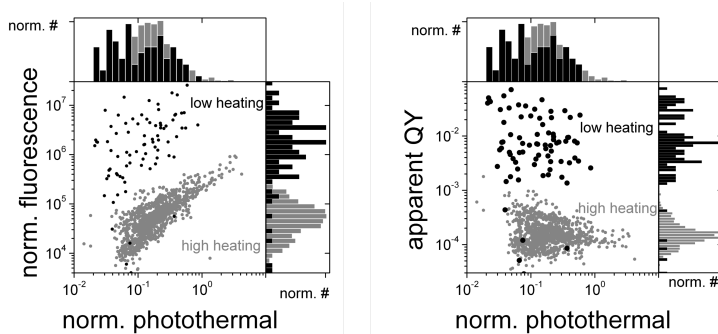 norm. #
norm. fluorescence
10^7
10^6
10^5
10^4
low heating
high heating
10^-2
10^-1
10^0
norm. #
norm. photothermal
norm. #
apparent QY
10^-2
10^-3
10^-4
low heating
high heating
10^-2
10^-1
10^0
norm. #
norm. photothermal